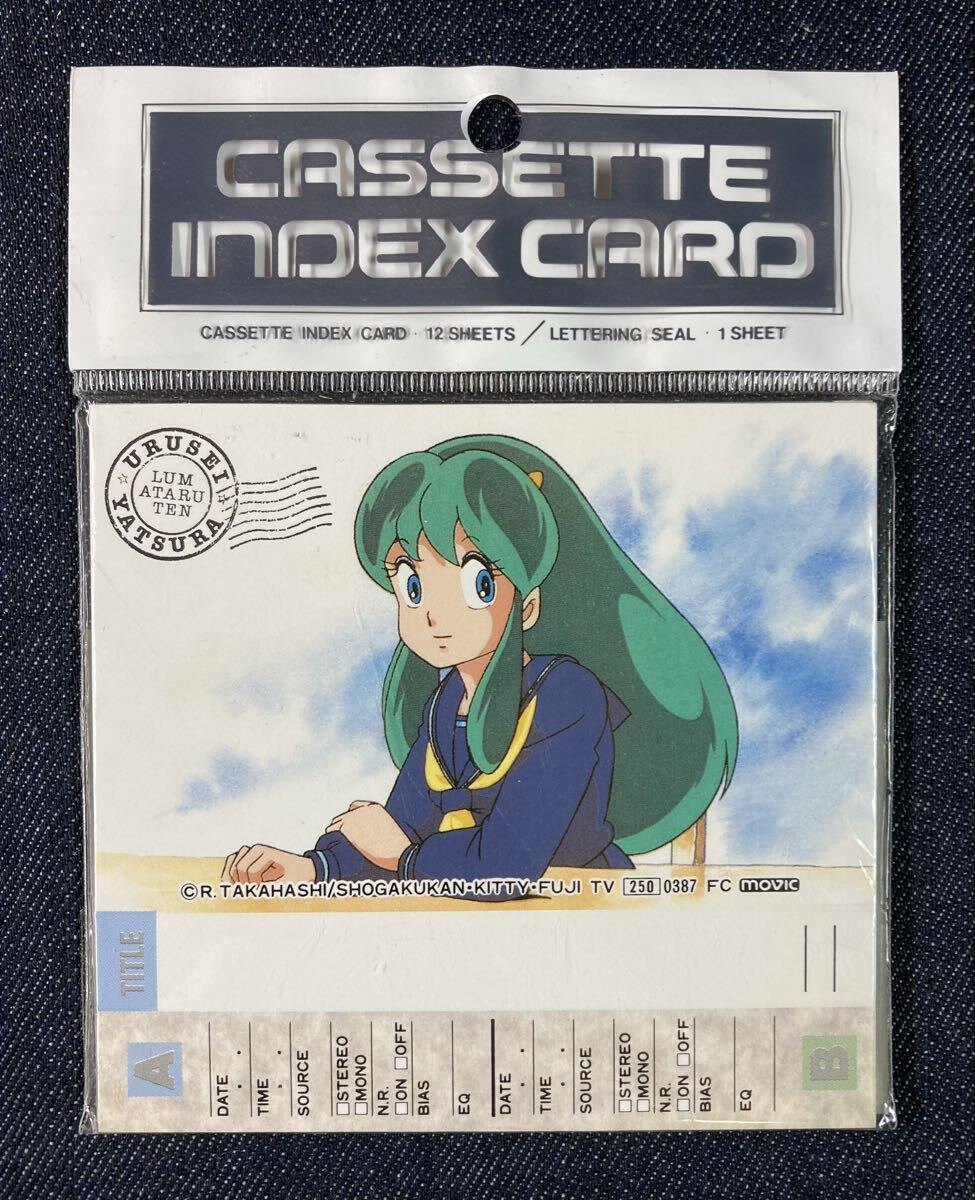 CASSETTE
INDEX CARD
CASSETTE INDEX CARD · 12 SHEETS / LETTERING SEAL · 1 SHEET
☆ URUSEI ☆
LUM
ATARU
TEN
YATSURA
©R. TAKAHASHI/SHOGAKUKAN·KITTY·FUJI TV 250 0387 FC movic
TITLE
A
DATE . .
TIME : :
SOURCE
□STEREO
□MONO
N.R.
□ON □OFF
BIAS
EQ
DATE . .
TIME : :
SOURCE
□STEREO
□MONO
N.R.
□ON □OFF
BIAS
EQ
B